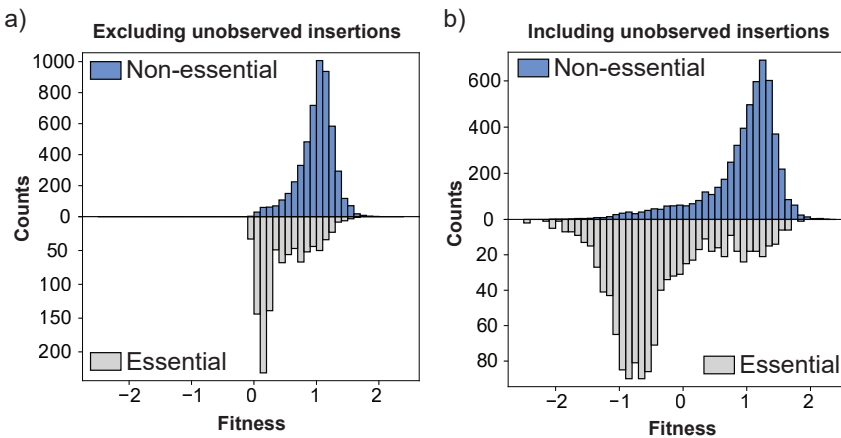 a)
Excluding unobserved insertions
1000
800
600
400
200
0
50
100
150
200
Counts
Non-essential
Essential
−2 −1 0 1 2
Fitness
b)
Including unobserved insertions
600
400
200
0
20
40
60
80
Counts
Non-essential
Essential
−2 −1 0 1 2
Fitness